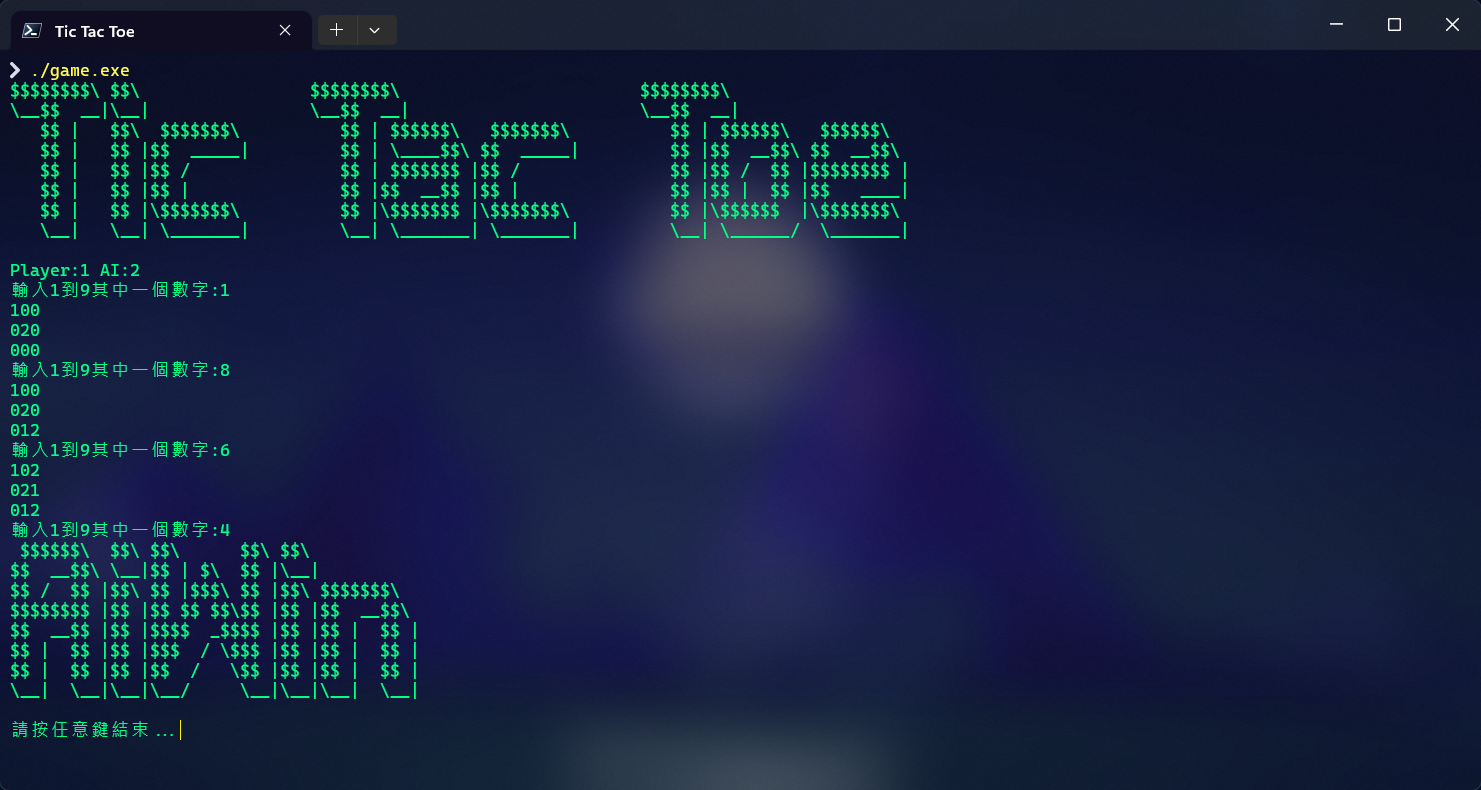 Tic Tac Toe
❯ ./game.exe
$$$$$$$$\ $$\                 $$$$$$$$\                        $$$$$$$$\
\__$$  __|\__|                \__$$  __|                       \__$$  __|
   $$ |   $$\  $$$$$$$\          $$ | $$$$$$\   $$$$$$$\          $$ | $$$$$$\   $$$$$$\
   $$ |   $$ |$$  _____|         $$ | \____$$\ $$  _____|         $$ |$$  __$$\ $$  __$$\
   $$ |   $$ |$$ /               $$ | $$$$$$$ |$$ /               $$ |$$ /  $$ |$$$$$$$$ |
   $$ |   $$ |$$ |               $$ |$$  __$$ |$$ |               $$ |$$ |  $$ |$$   ____|
   $$ |   $$ |\$$$$$$$\          $$ |\$$$$$$$ |\$$$$$$$\          $$ |\$$$$$$  |\$$$$$$$\
   \__|   \__| \_______|         \__| \_______| \_______|         \__| \______/  \_______|
Player:1 AI:2
輸入1到9其中一個數字:1
100
020
000
輸入1到9其中一個數字:8
100
020
012
輸入1到9其中一個數字:6
102
021
012
輸入1到9其中一個數字:4
 $$$$$$\  $$\ $$\      $$\ $$\
$$  __$$\ \__|$$ | $\  $$ |\__|
$$ /  $$ |$$\ $$ |$$$\ $$ |$$\ $$$$$$$\
$$$$$$$$ |$$ |$$ $$ $$\$$ |$$ |$$  __$$\
$$  __$$ |$$ |$$$$  _$$$$ |$$ |$$ |  $$ |
$$ |  $$ |$$ |$$$  / \$$$ |$$ |$$ |  $$ |
$$ |  $$ |$$ |$$  /   \$$ |$$ |$$ |  $$ |
\__|  \__|\__|\__/     \__|\__|\__|  \__|
請按任意鍵結束...